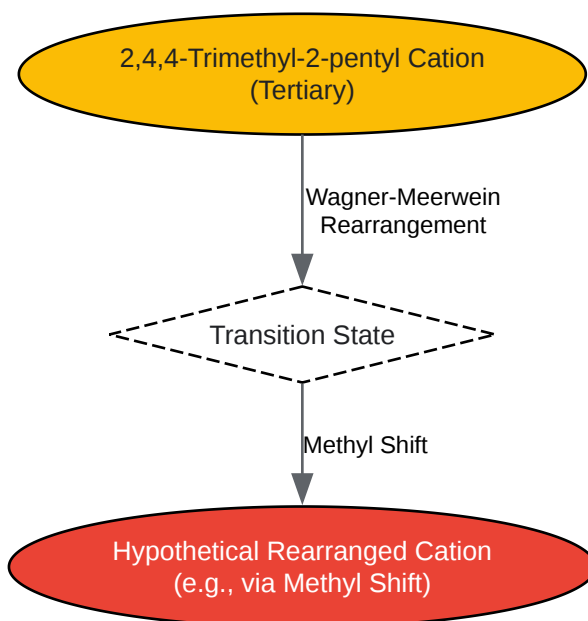 2,4,4-Trimethyl-2-pentyl Cation
(Tertiary)
Wagner-Meerwein
Rearrangement
Transition State
Methyl Shift
Hypothetical Rearranged Cation
(e.g., via Methyl Shift)